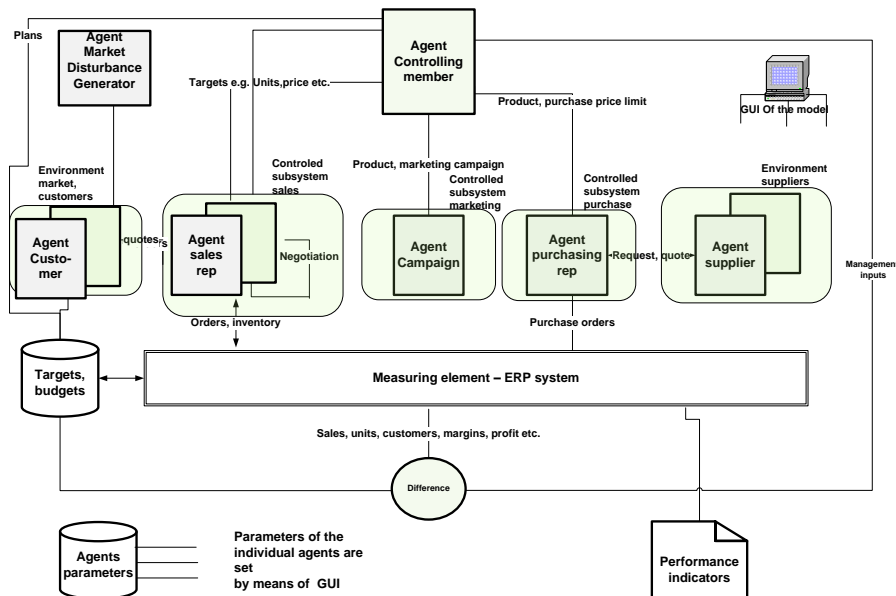 Plans
Agent
Market
Disturbance
Generator
Agent
Controlling
member
Targets e.g. Units,price etc.
Product, purchase price limit
GUI Of the model
Product, marketing campaign
Environment
market,
customers
Controled
subsystem
sales
Controlled
subsystem
marketing
Controlled
subsystem
purchase
Environment
suppliers
Agent
Custo-
mer
quotes
s
Agent
sales
rep
Negotiation
Agent
Campaign
Agent
purchasing
rep
Request, quote
Agent
supplier
Management
inputs
Orders, inventory
Purchase orders
Targets,
budgets
Measuring element – ERP system
Sales, units, customers, margins, profit etc.
Difference
Agents
parameters
Parameters of the
individual agents are
set
by means of GUI
Performance
indicators